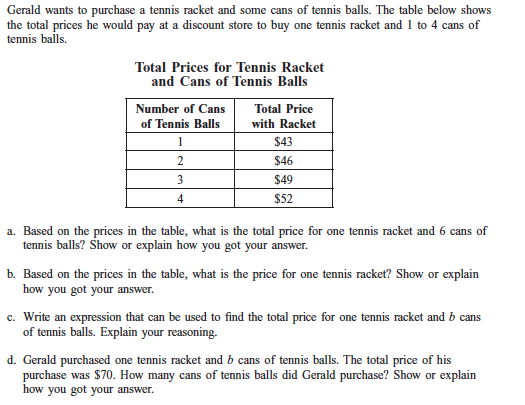 Gerald wants to purchase a tennis racket and some cans of tennis balls. The table below shows
the total prices he would pay at a discount store to buy one tennis racket and 1 to 4 cans of
tennis balls.
Total Prices for Tennis Racket
and Cans of Tennis Balls
Number of Cans
of Tennis Balls
Total Price
with Racket
1 $43
2 $46
3 $49
4 $52
a. Based on the prices in the table, what is the total price for one tennis racket and 6 cans of
tennis balls? Show or explain how you got your answer.
b. Based on the prices in the table, what is the price for one tennis racket? Show or explain
how you got your answer.
c. Write an expression that can be used to find the total price for one tennis racket and b cans
of tennis balls. Explain your reasoning.
d. Gerald purchased one tennis racket and b cans of tennis balls. The total price of his
purchase was $70. How many cans of tennis balls did Gerald purchase? Show or explain
how you got your answer.